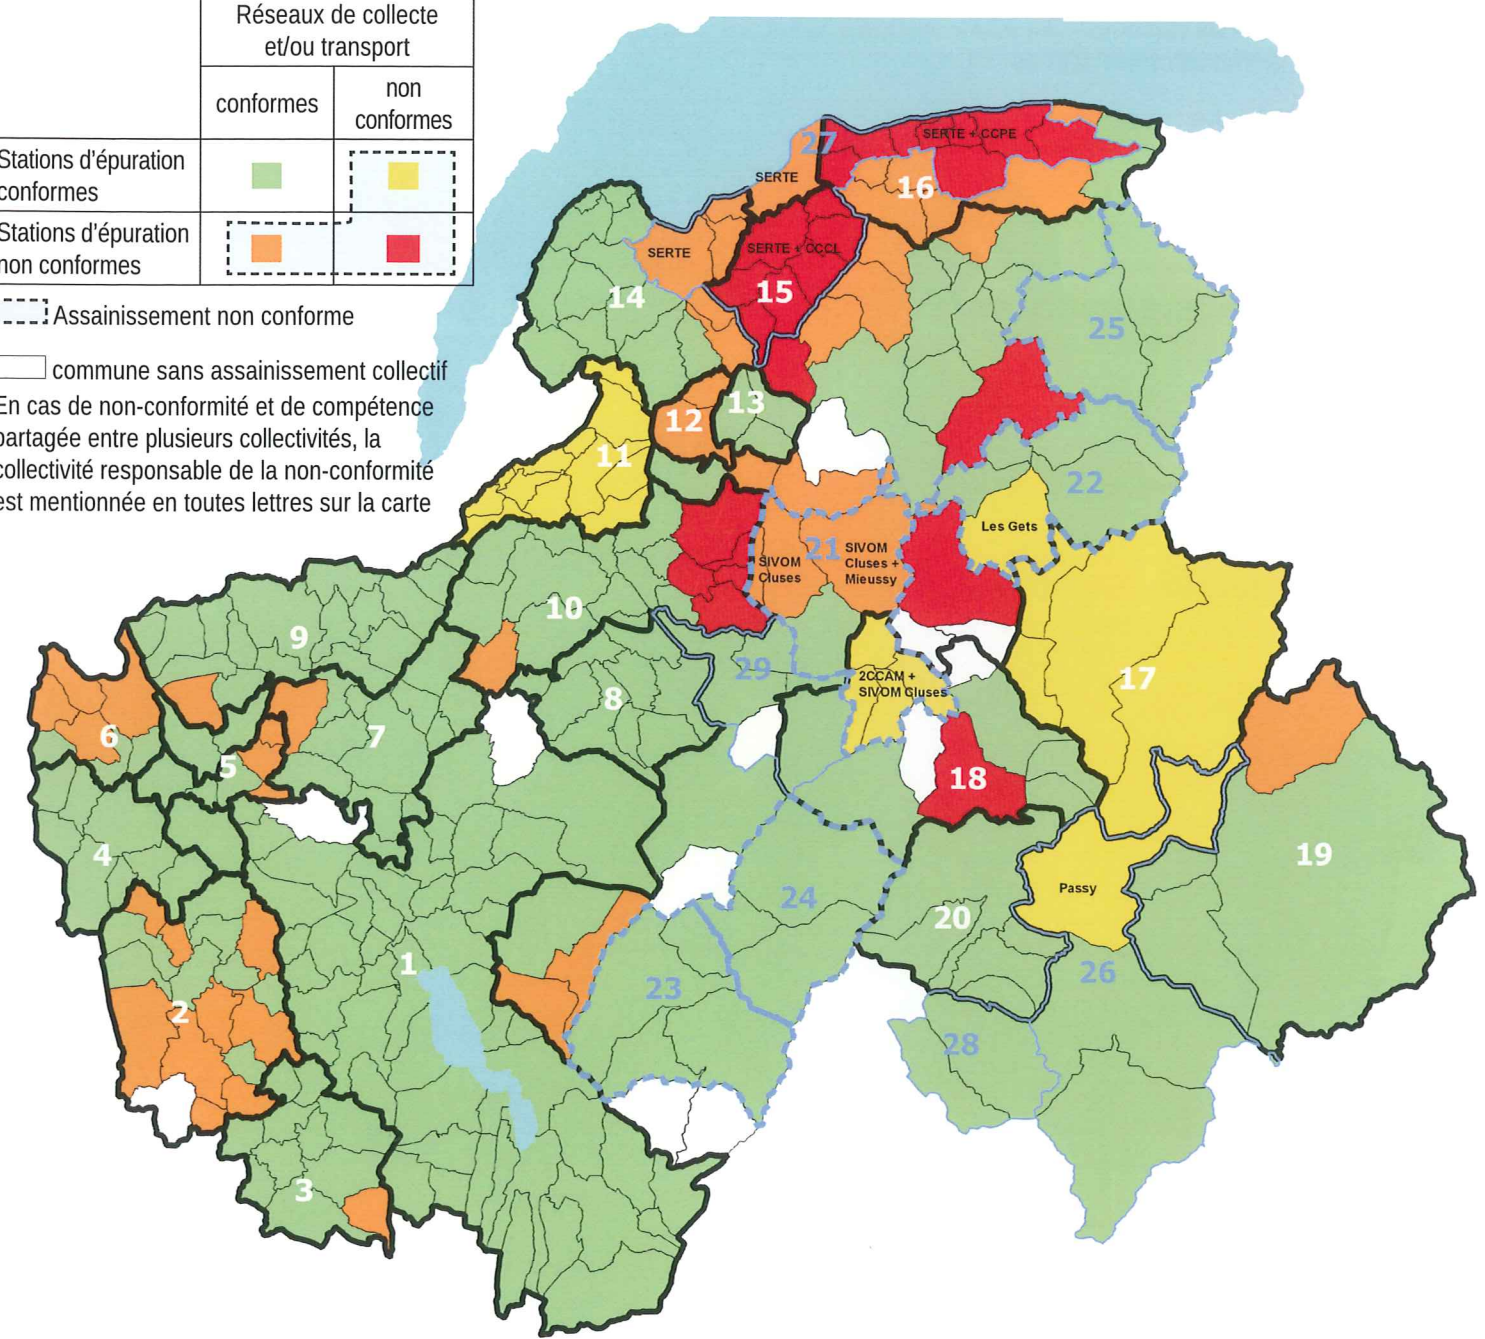 Réseaux de collecte
et/ou transport
conformes
non
conformes
Stations d'épuration
conformes
Stations d'épuration
non conformes
Assainissement non conforme
commune sans assainissement collectif
En cas de non-conformité et de compétence
partagée entre plusieurs collectivités, la
collectivité responsable de la non-conformité
est mentionnée en toutes lettres sur la carte
27
SERTE + CCPE
SERTE
16
SERTE
SERTE + CCCL
15
14
25
13
12
11
22
Les Gets
21
SIVOM
Cluses
SIVOM
Cluses +
Mieussy
10
9
29
8
2CCAM +
SIVOM Cluses
17
6
7
5
18
4
19
Passy
24
20
1
23
26
2
28
3